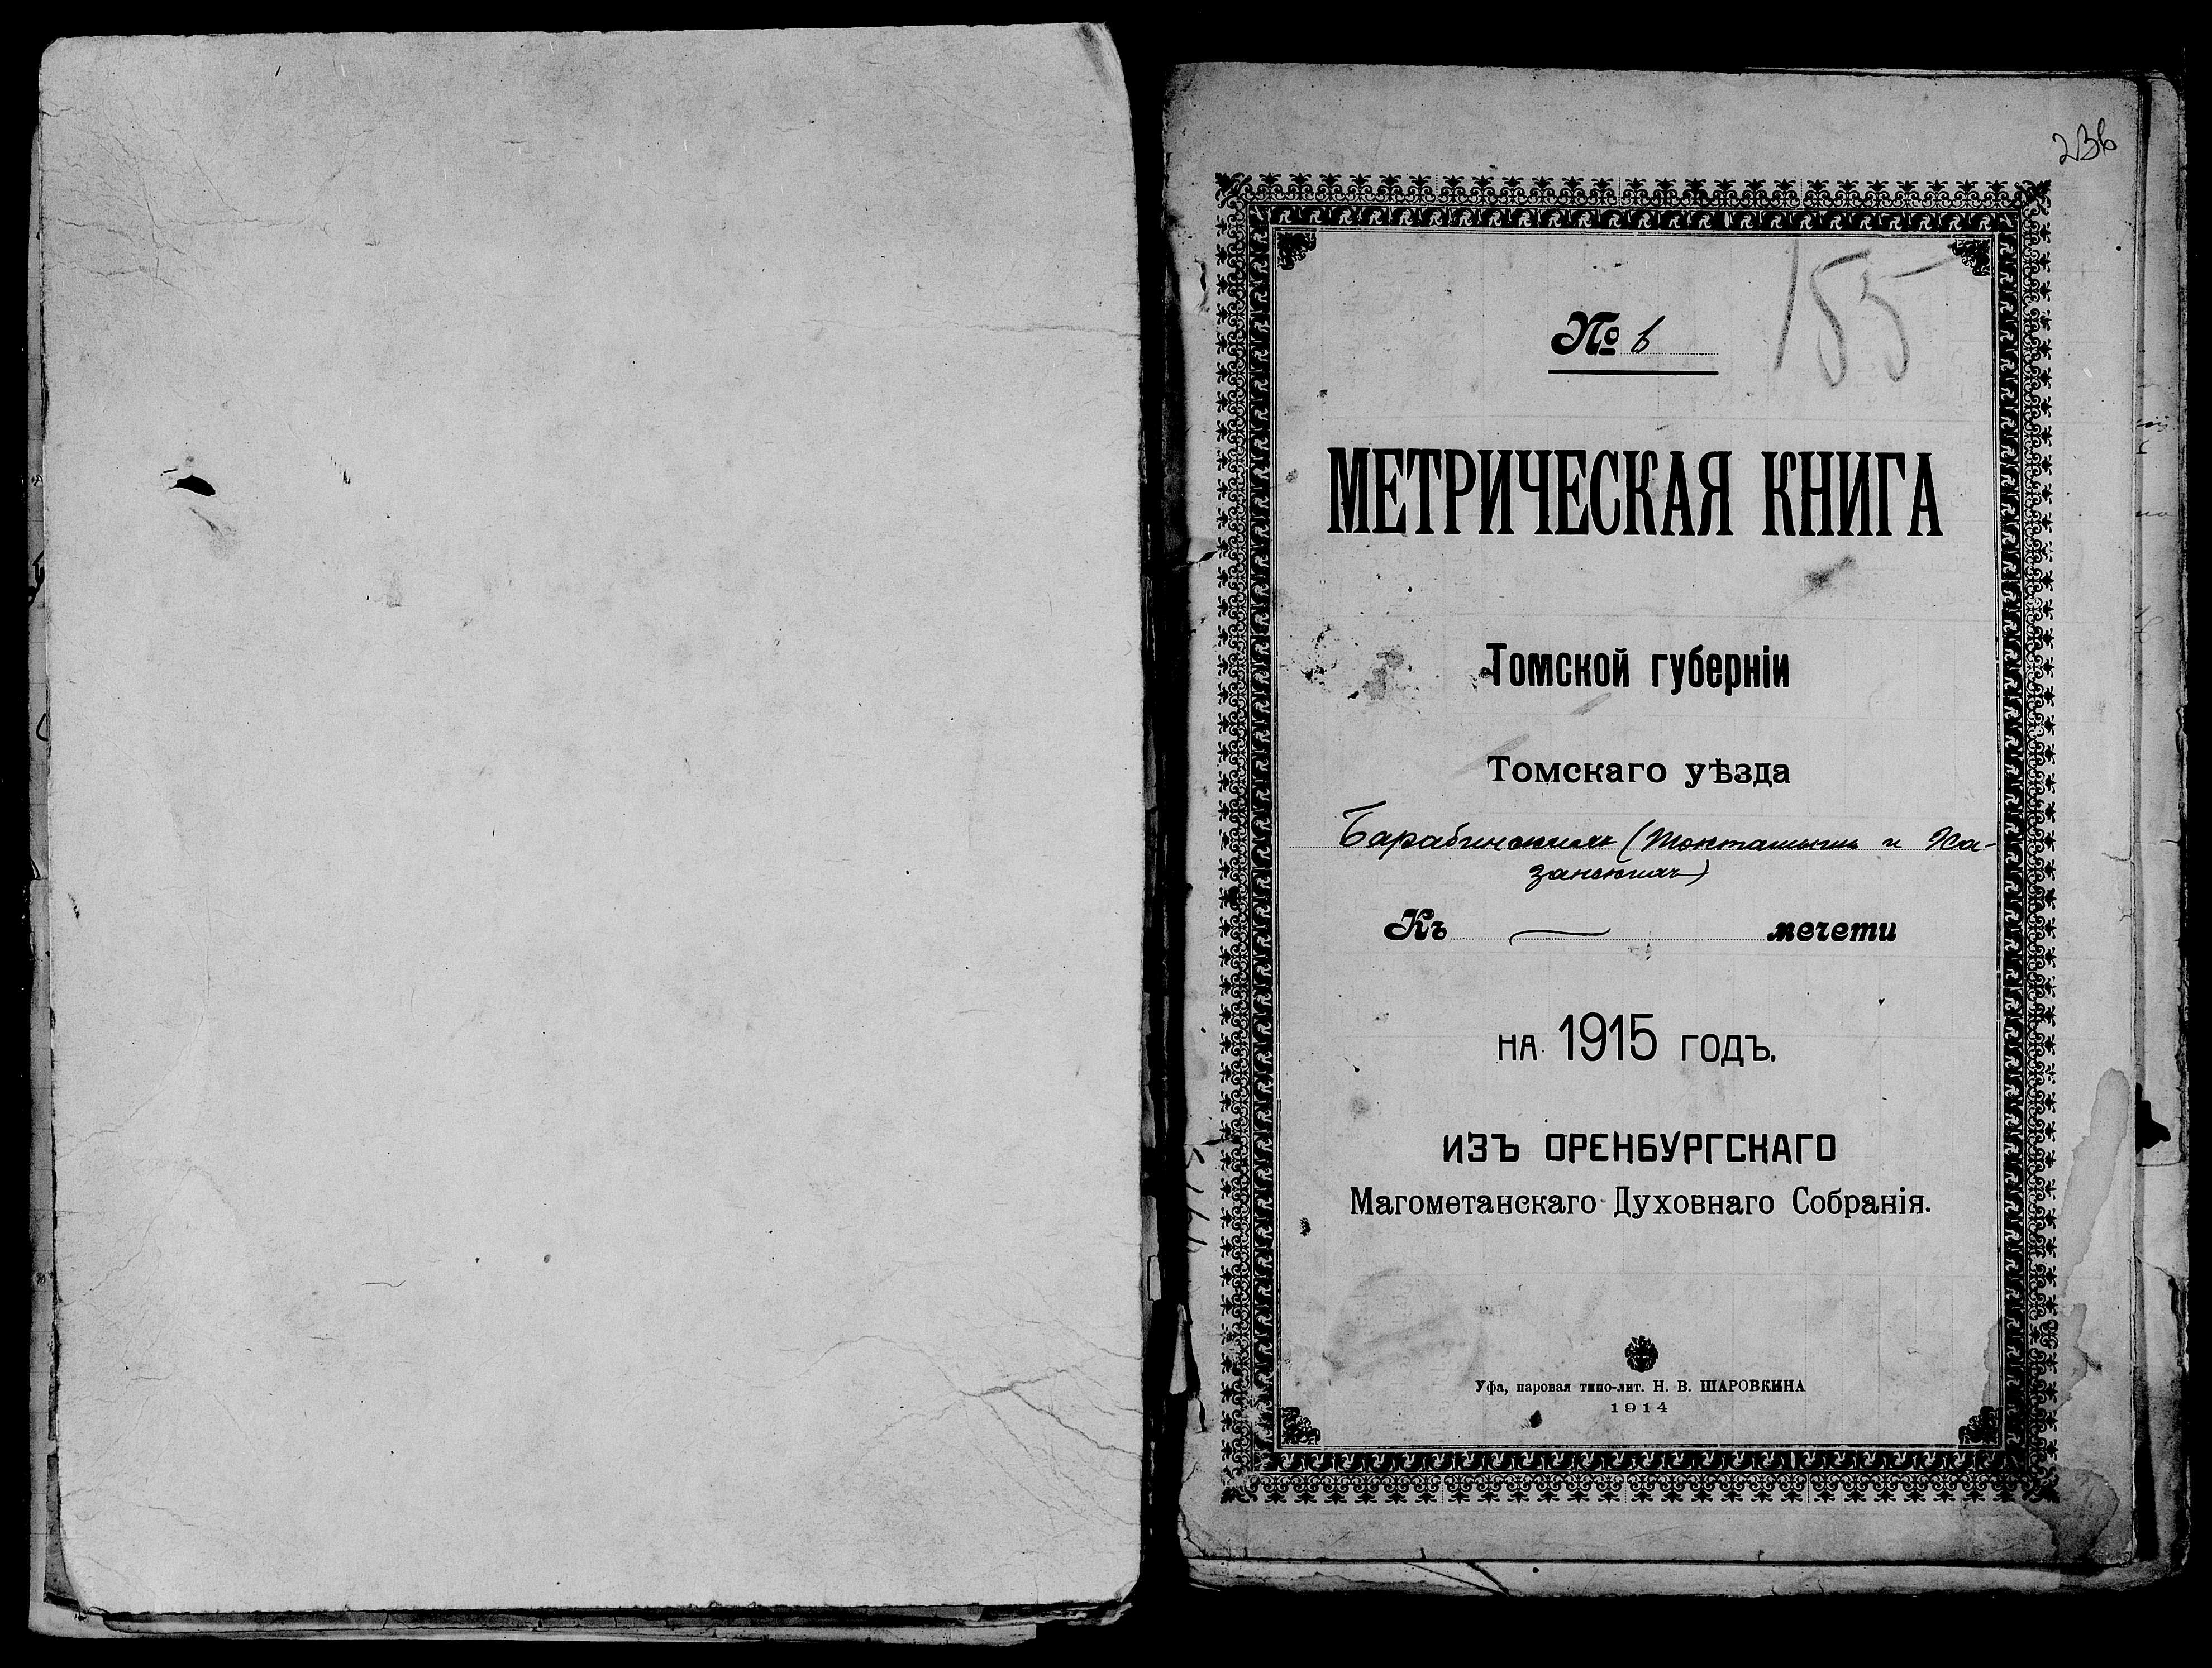 236
155
№ 6
МЕТРИЧЕСКАЯ КНИГА
Томской губерніи
Томскаго уѣзда
Барабинскихъ ( и Ка-
занскихъ)
Къ мечети
на 1915 годъ.
ИЗЪ ОРЕНБУРГСКАГО
Магометанскаго Духовнаго Собранія.
Уфа, паровая типо-лит. Н. В. ШАРОВКИНА
1914